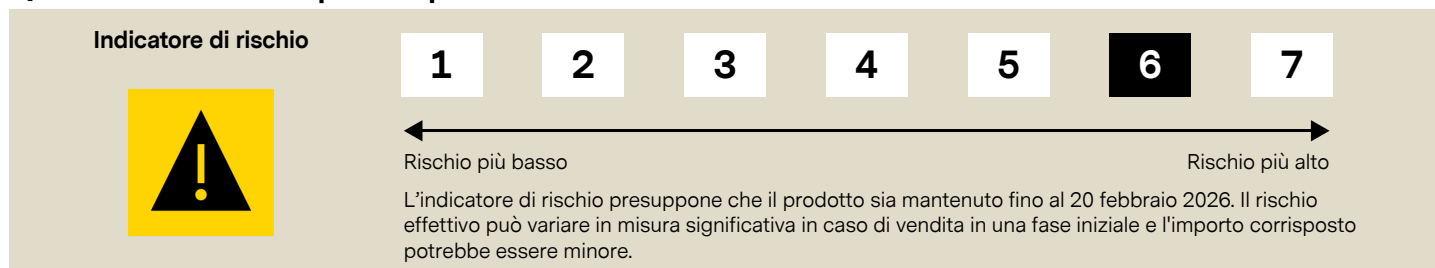 Indicatore di rischio
1 2 3 4 5 6 7
Rischio più basso
Rischio più alto
L'indicatore di rischio presuppone che il prodotto sia mantenuto fino al 20 febbraio 2026. Il rischio
effettivo può variare in misura significativa in caso di vendita in una fase iniziale e l'importo corrisposto
potrebbe essere minore.